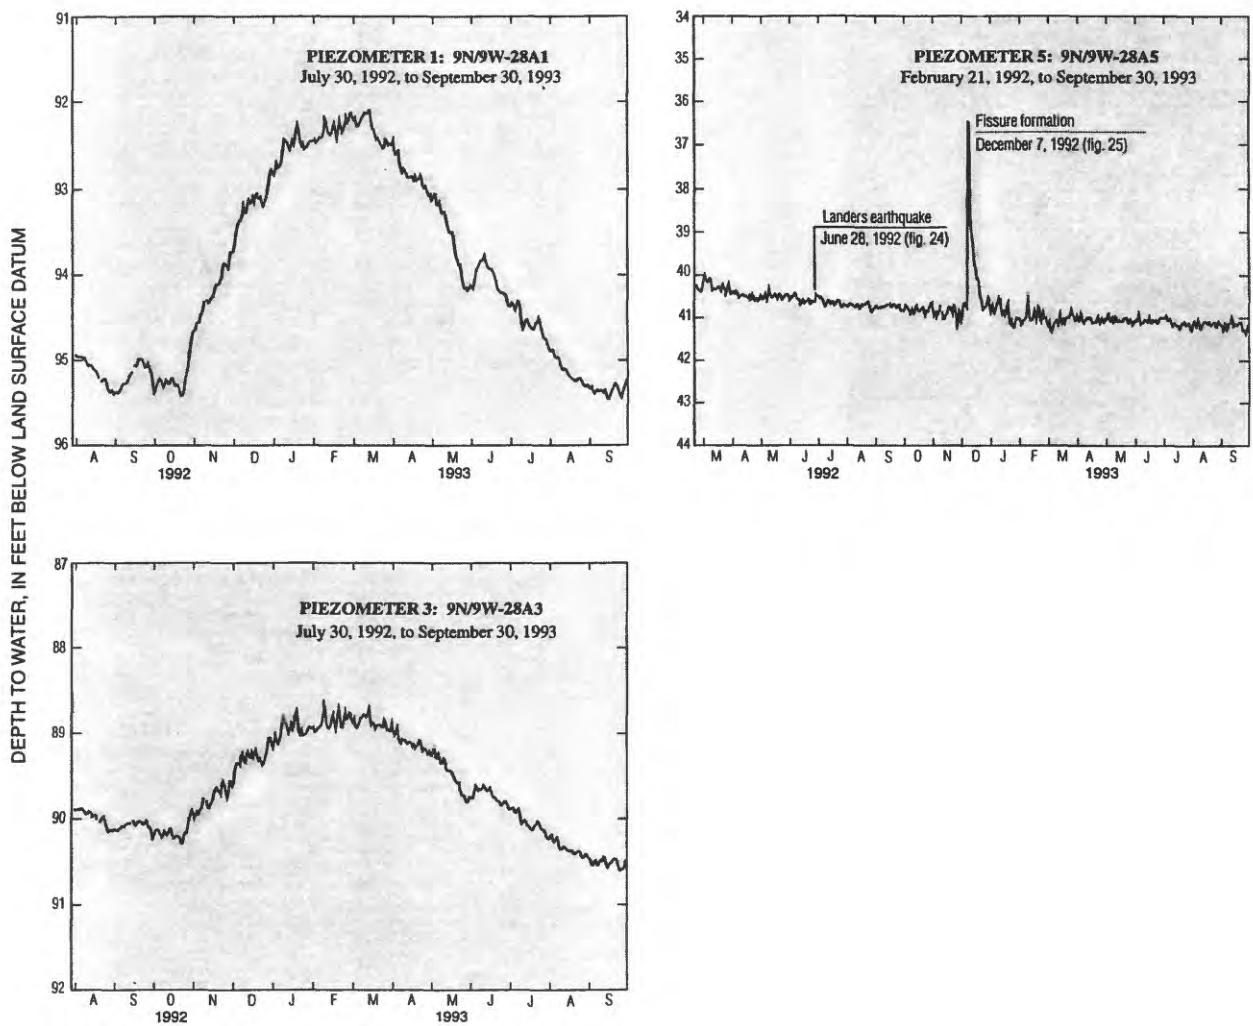 DEPTH TO WATER, IN FEET BELOW LAND SURFACE DATUM
91
92
93
94
95
96
PIEZOMETER 1: 9N/9W-28A1
July 30, 1992, to September 30, 1993
A S O N D J F M A M J J A S
1992 1993
34
35
36
37
38
39
40
41
42
43
44
PIEZOMETER 5: 9N/9W-28A5
February 21, 1992, to September 30, 1993
Fissure formation
December 7, 1992 (fig. 25)
Landers earthquake
June 28, 1992 (fig. 24)
M A M J J A S O N D J F M A M J J A S
1992 1993
87
88
89
90
91
92
PIEZOMETER 3: 9N/9W-28A3
July 30, 1992, to September 30, 1993
A S O N D J F M A M J J A S
1992 1993